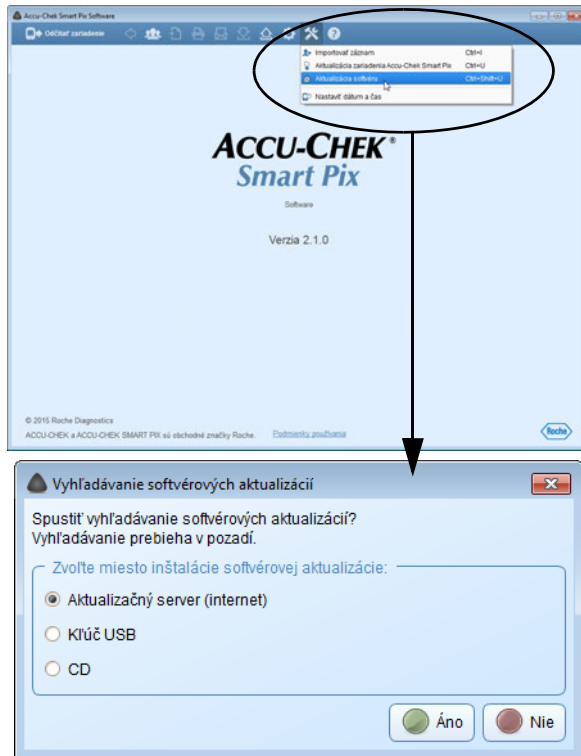 Accu-Chek Smart Pix Software
Odčítať zariadenie
Importovať záznam Ctrl+I
Aktualizácia zariadenia Accu-Chek Smart Pix Ctrl+U
Aktualizácia softvéru Ctrl+Shift+U
Nastaviť dátum a čas
ACCU-CHEK®
Smart Pix
Software
Verzia 2.1.0
© 2015 Roche Diagnostics
ACCU-CHEK a ACCU-CHEK SMART PIX sú obchodné značky Roche. Podmienky používania
Roche
Vyhľadávanie softvérových aktualizácií
Spustiť vyhľadávanie softvérových aktualizácií?
Vyhľadávanie prebieha v pozadí.
Zvoľte miesto inštalácie softvérovej aktualizácie:
Aktualizačný server (internet)
Kľúč USB
CD
Áno
Nie